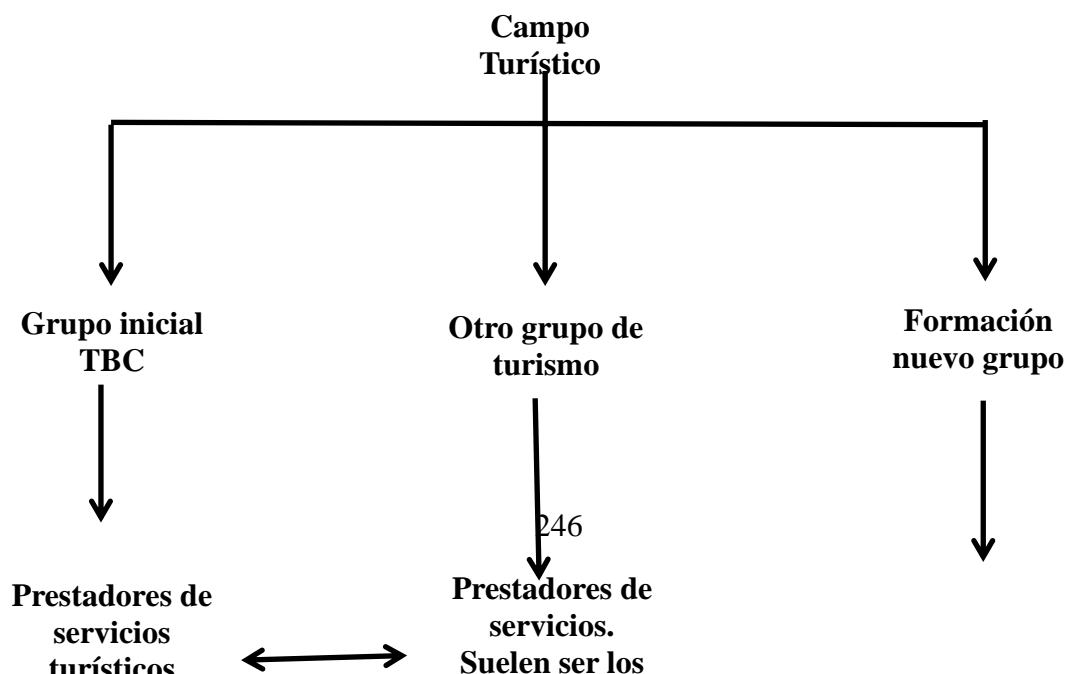 Campo
Turístico
Grupo inicial
TBC
Otro grupo de
turismo
Formación
nuevo grupo
246
Prestadores de
servicios
turísticos
Prestadores de
servicios.
Suelen ser los